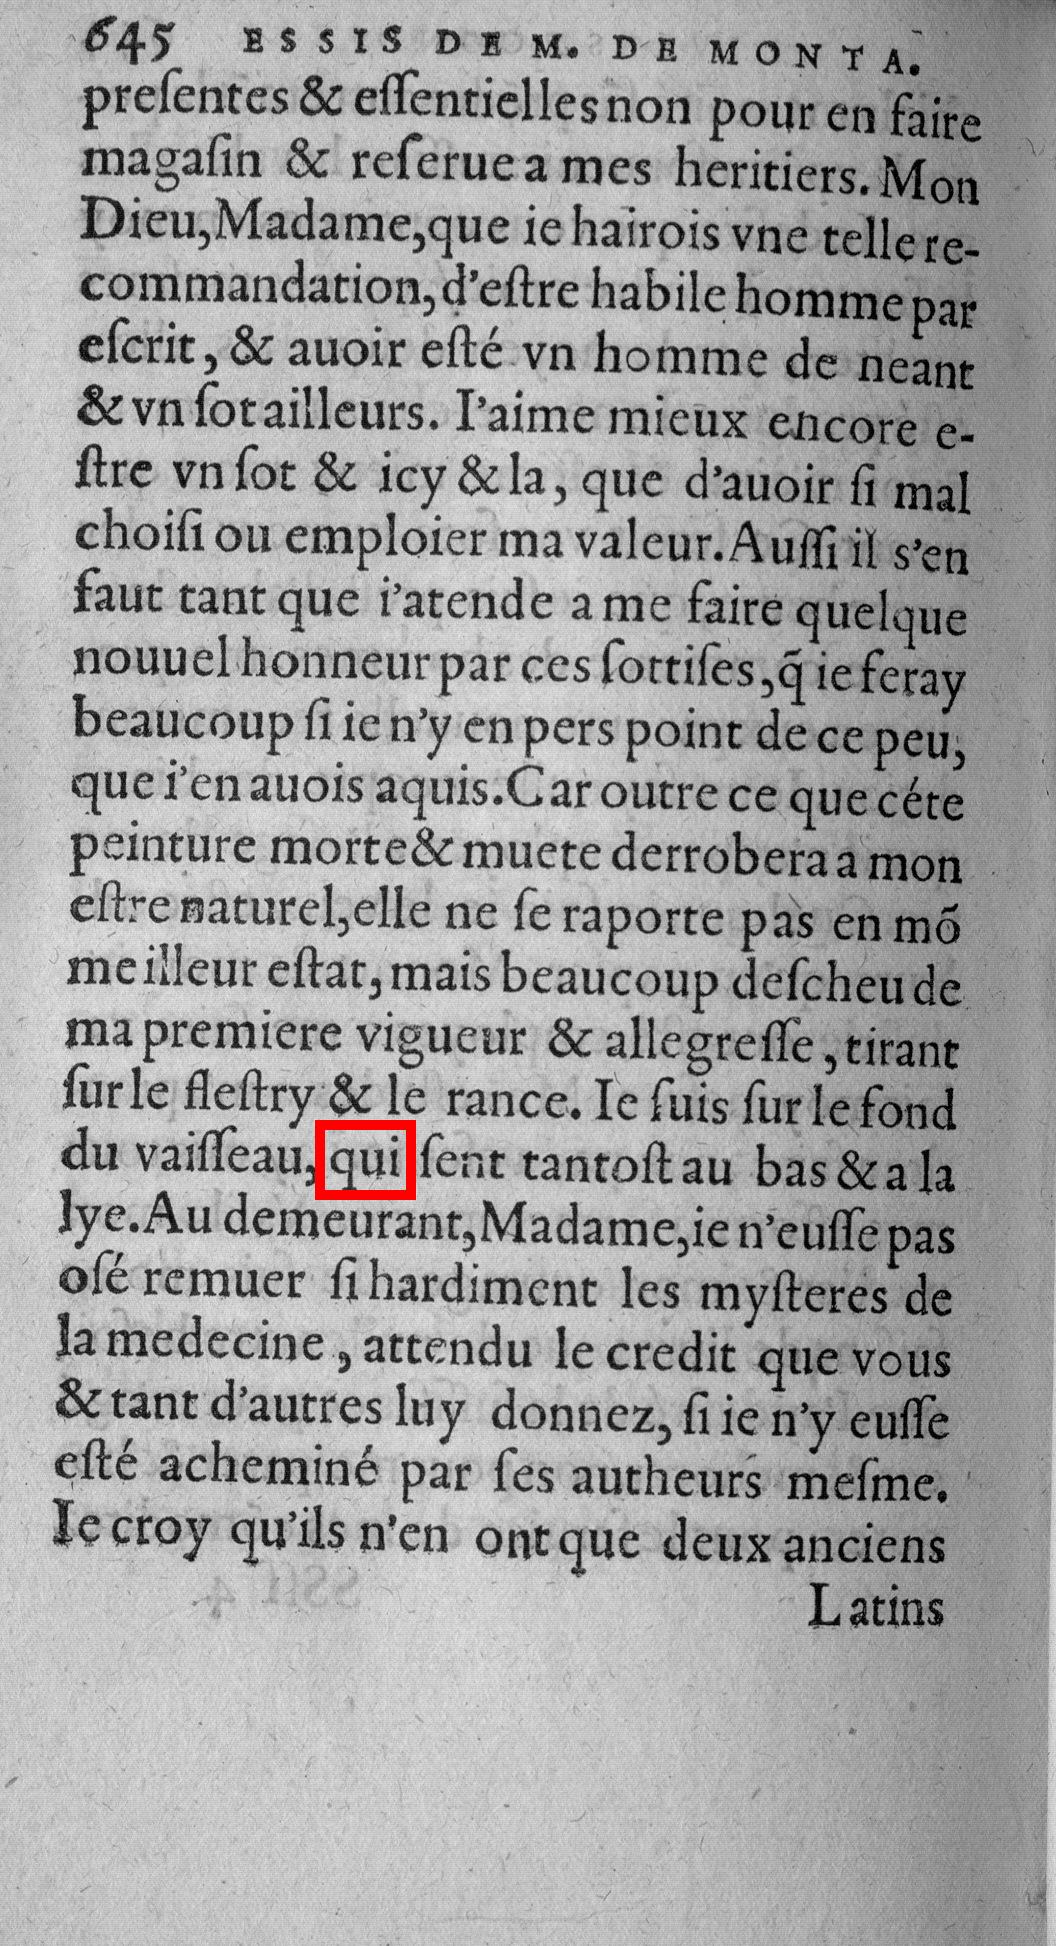 645 ESSIS DE M. DE MONTA.
preſentes & eſſentielles non pour en faire
magaſin & reſerue a mes heritiers. Mon
Dieu, Madame, que ie hairois vne telle re-
commandation, d'eſtre habile homme par
eſcrit, & auoir eſté vn homme de neant
& vn ſot ailleurs. I'aime mieux encore e-
ſtre vn ſot & icy & la, que d'auoir ſi mal
choiſi ou emploier ma valeur. Auſſi il s'en
faut tant que i'atende a me faire quelque
nouuel honneur par ces ſottiſes, q̃ ie feray
beaucoup ſi ie n'y en pers point de ce peu,
que i'en auois aquis. Car outre ce que céte
peinture morte & muete derrobera a mon
eſtre naturel, elle ne ſe raporte pas en mõ
meilleur eſtat, mais beaucoup deſcheu de
ma premiere vigueur & allegreſſe, tirant
ſur le fleſtry & le rance. Ie ſuis ſur le fond
du vaiſſeau, qui ſent tantoſt au bas & a la
lye. Au demeurant, Madame, ie n'euſſe pas
oſé remuer ſi hardiment les myſteres de
la medecine, attendu le credit que vous
& tant d'autres luy donnez, ſi ie n'y euſſe
eſté acheminé par ſes autheurs meſme.
Ie croy qu'ils n'en ont que deux anciens
Latins